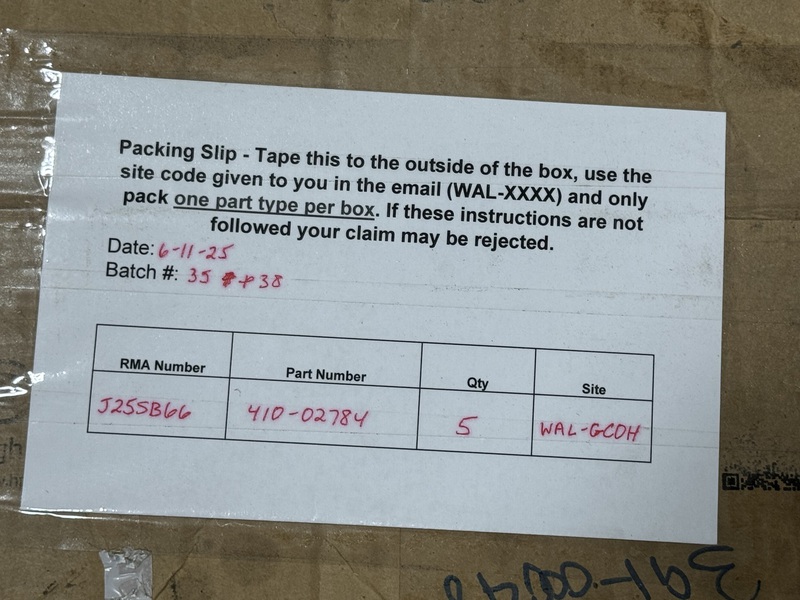 Packing Slip - Tape this to the outside of the box, use the
site code given to you in the email (WAL-XXXX) and only
pack one part type per box. If these instructions are not
followed your claim may be rejected.
Date: 6-11-25
Batch #: 35 + 38
RMA Number Part Number Qty Site
J25SB66 410-02784 5 WAL-GCOH